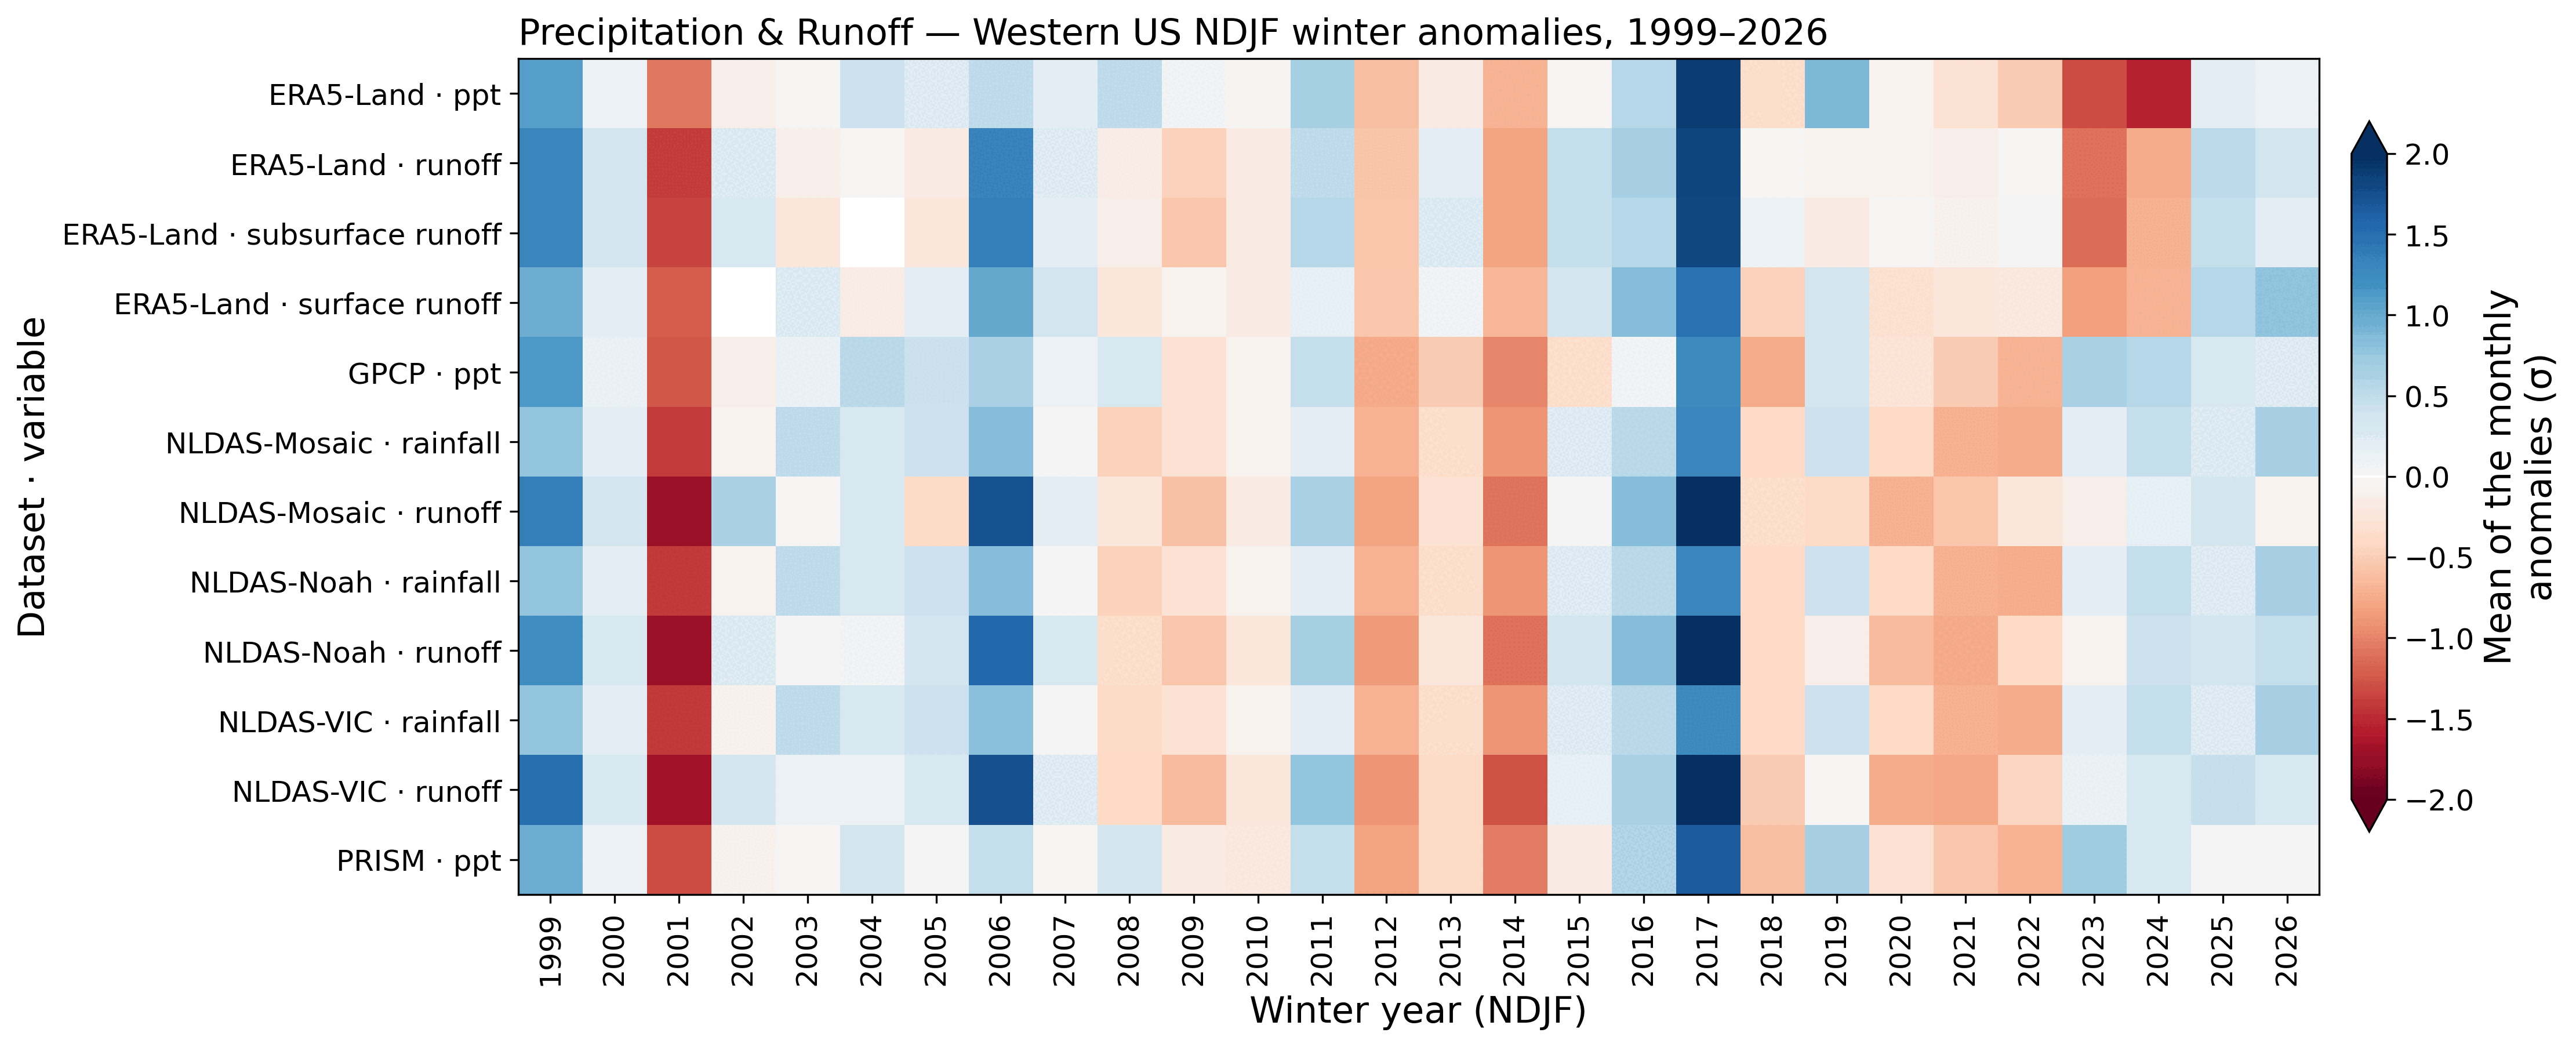 Precipitation & Runoff — Western US NDJF winter anomalies, 1999–2026
Dataset · variable
ERA5-Land · ppt
ERA5-Land · runoff
ERA5-Land · subsurface runoff
ERA5-Land · surface runoff
GPCP · ppt
NLDAS-Mosaic · rainfall
NLDAS-Mosaic · runoff
NLDAS-Noah · rainfall
NLDAS-Noah · runoff
NLDAS-VIC · rainfall
NLDAS-VIC · runoff
PRISM · ppt
1999 2000 2001 2002 2003 2004 2005 2006 2007 2008 2009 2010 2011 2012 2013 2014 2015 2016 2017 2018 2019 2020 2021 2022 2023 2024 2025 2026
Winter year (NDJF)
2.0
1.5
1.0
0.5
0.0
−0.5
−1.0
−1.5
−2.0
Mean of the monthly
anomalies (σ)